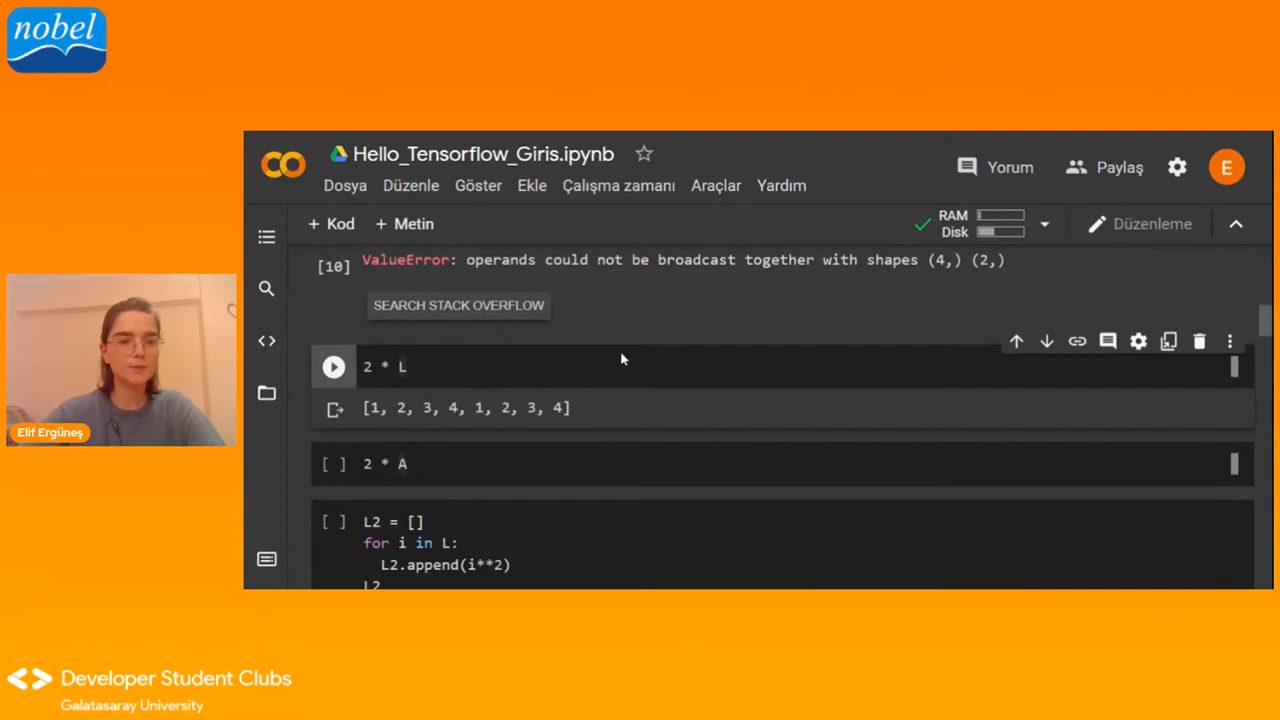 nobel
Hello_Tensorflow_Giris.ipynb
Yorum
Paylaş
E
Dosya Düzenle Göster Ekle Çalışma zamanı Araçlar Yardım
+ Kod + Metin
RAM
Disk
Düzenleme
[10] ValueError: operands could not be broadcast together with shapes (4,) (2,)
SEARCH STACK OVERFLOW
2 * L
[1, 2, 3, 4, 1, 2, 3, 4]
[ ] 2 * A
[ ] L2 = []
for i in L:
L2.append(i**2)
L2
Elif Ergüneş
Developer Student Clubs
Galatasaray University